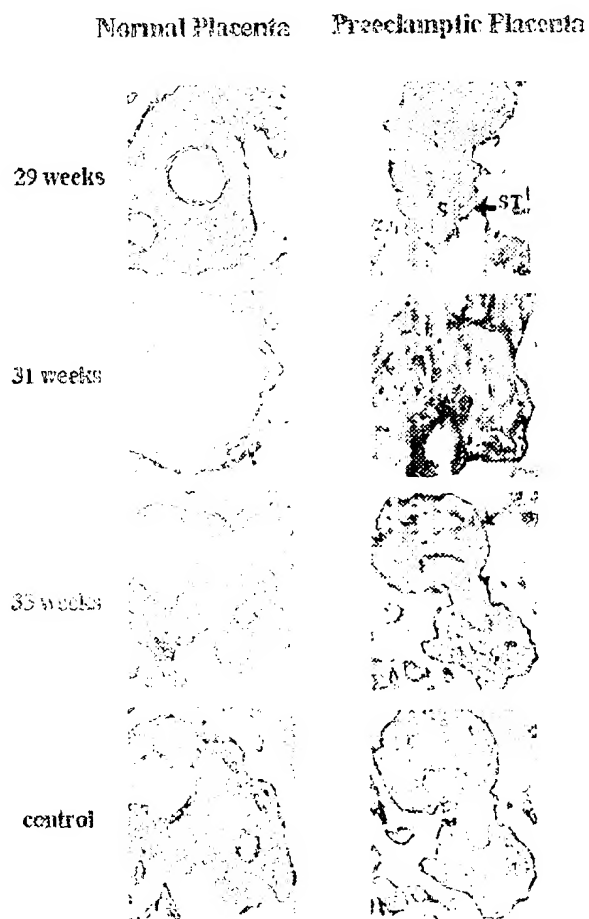 Normal Placenta Preeclamptic Placenta
29 weeks
S ST
31 weeks
35 weeks
control